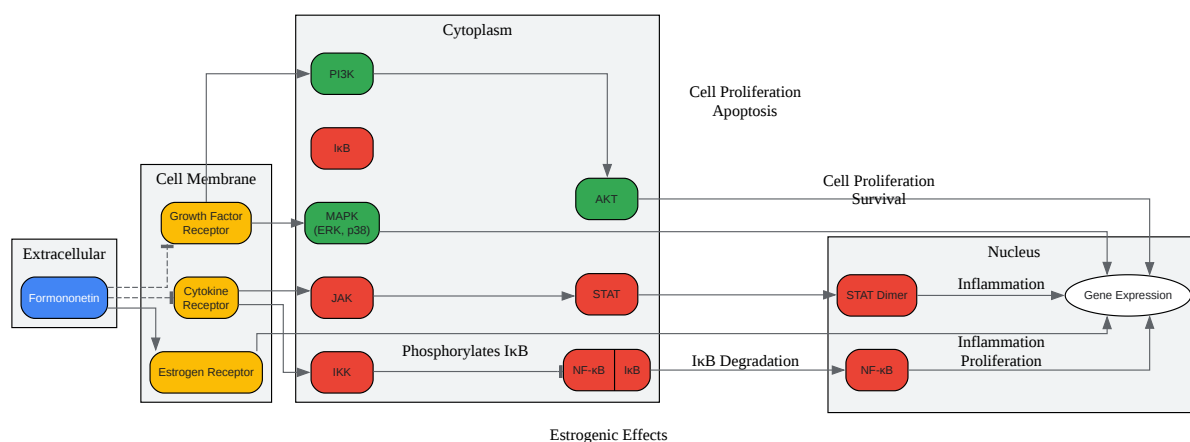 Cytoplasm
PI3K
Cell Proliferation
Apoptosis
IκB
Cell Membrane
AKT
Cell Proliferation
Survival
Growth Factor
Receptor
MAPK
(ERK, p38)
Extracellular
Nucleus
Formononetin
Cytokine
Receptor
JAK
STAT
STAT Dimer
Inflammation
Gene Expression
Estrogen Receptor
IKK
Phosphorylates IκB
NF-κB
IκB
IκB Degradation
NF-κB
Inflammation
Proliferation
Estrogenic Effects